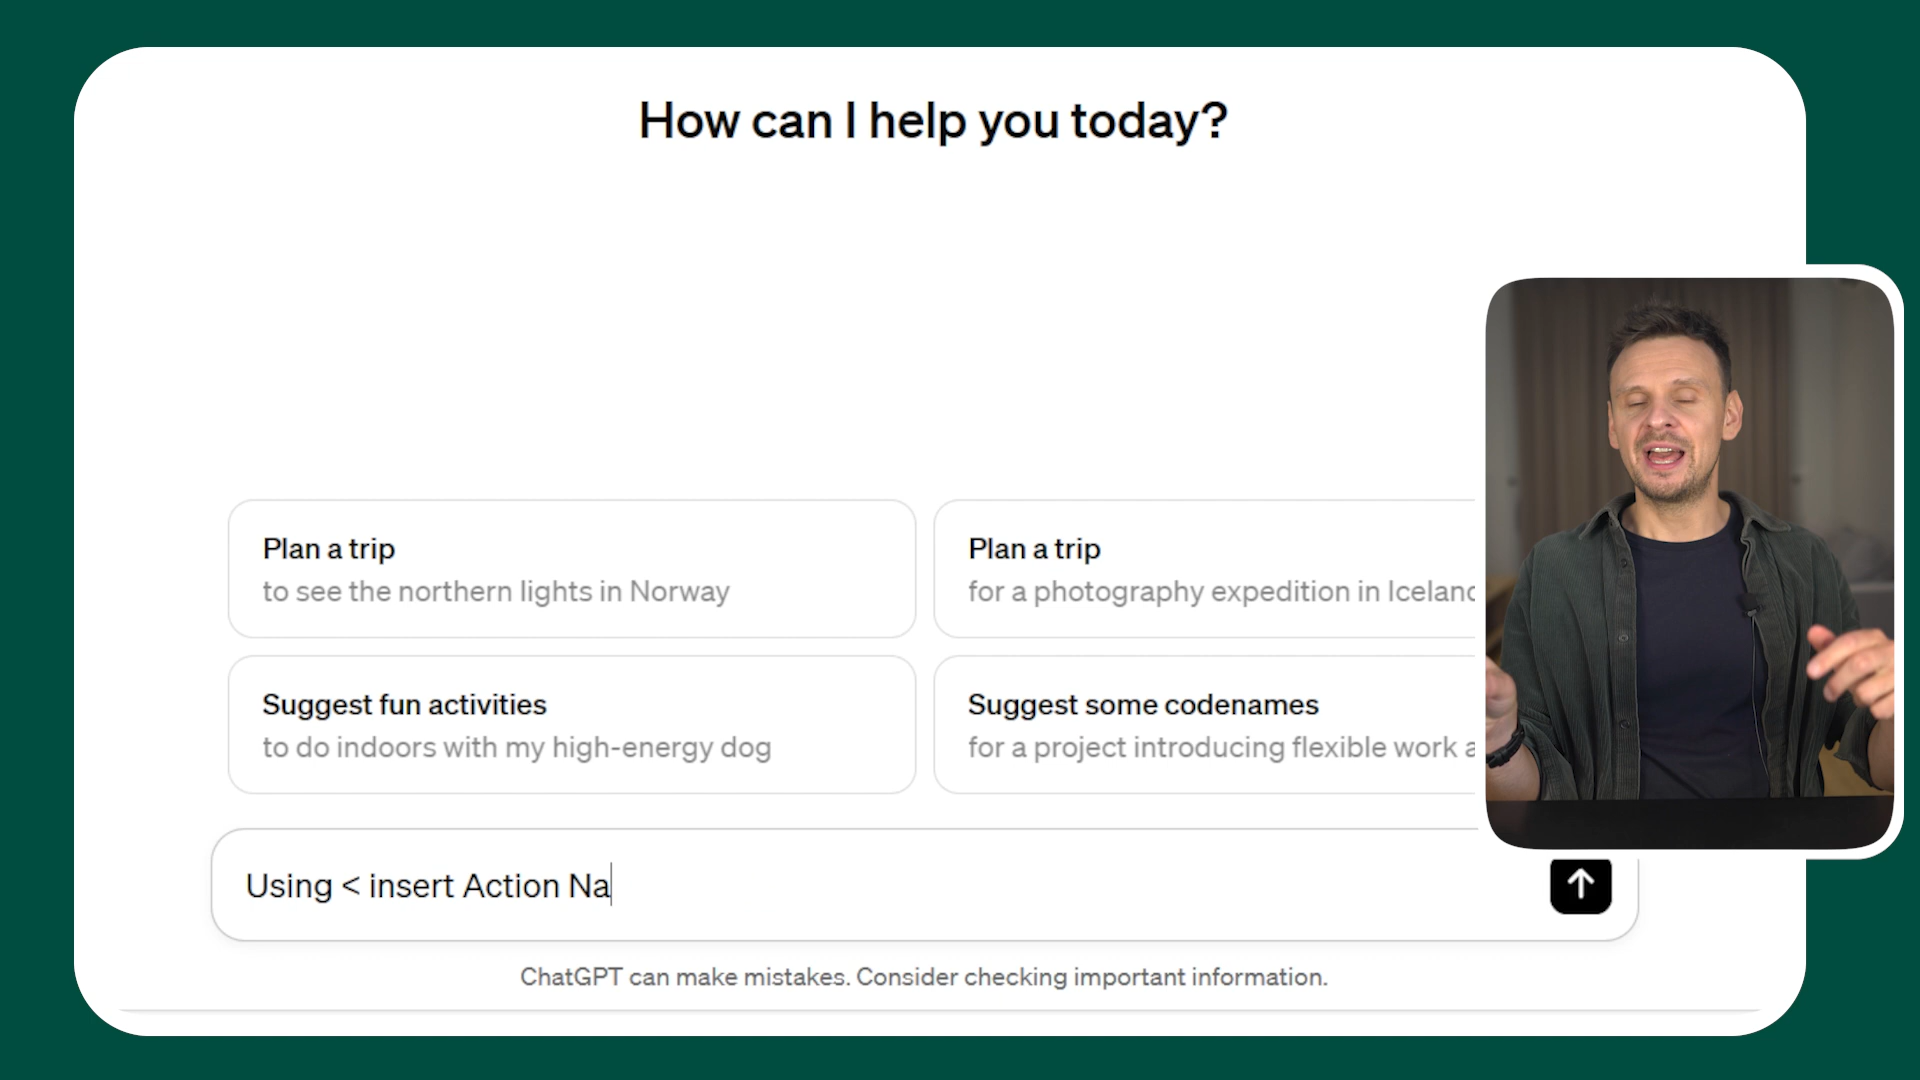 How can I help you today?
Plan a trip
to see the northern lights in Norway
Plan a trip
for a photography expedition in Icelanc
Suggest fun activities
to do indoors with my high-energy dog
Suggest some codenames
for a project introducing flexible work a
Using < insert Action Na
ChatGPT can make mistakes. Consider checking important information.